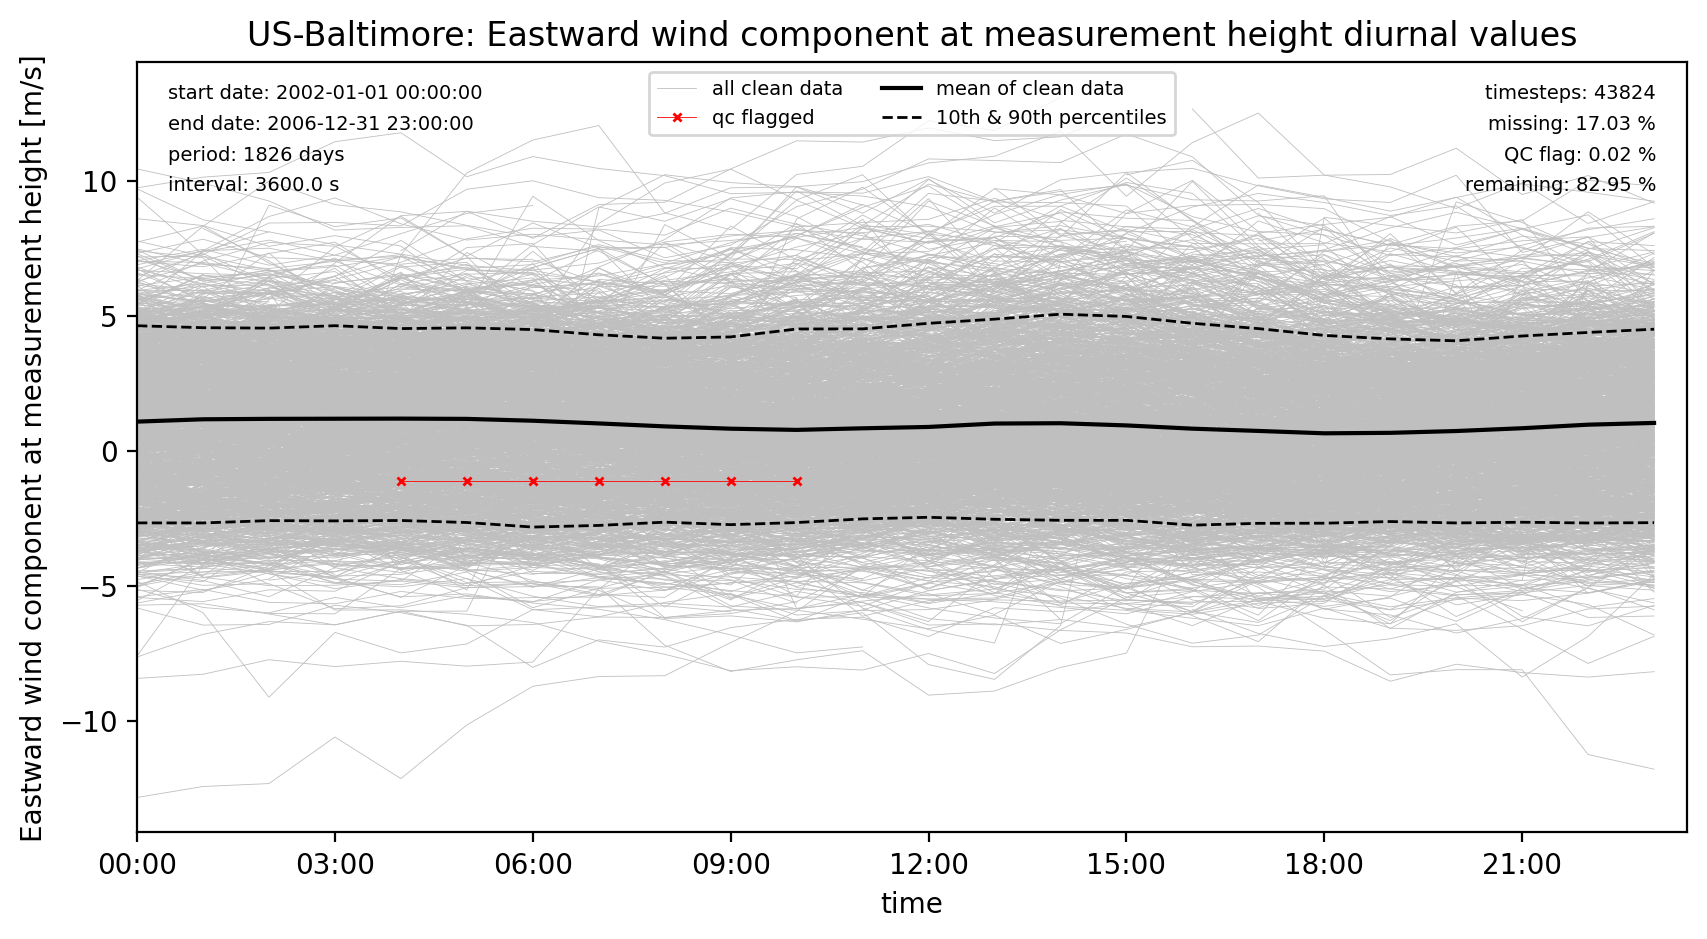 US-Baltimore: Eastward wind component at measurement height diurnal values
Eastward wind component at measurement height [m/s]
start date: 2002-01-01 00:00:00
end date: 2006-12-31 23:00:00
period: 1826 days
interval: 3600.0 s
all clean data
qc flagged
mean of clean data
10th & 90th percentiles
timesteps: 43824
missing: 17.03 %
QC flag: 0.02 %
remaining: 82.95 %
10
5
0
−5
−10
00:00 03:00 06:00 09:00 12:00 15:00 18:00 21:00
time